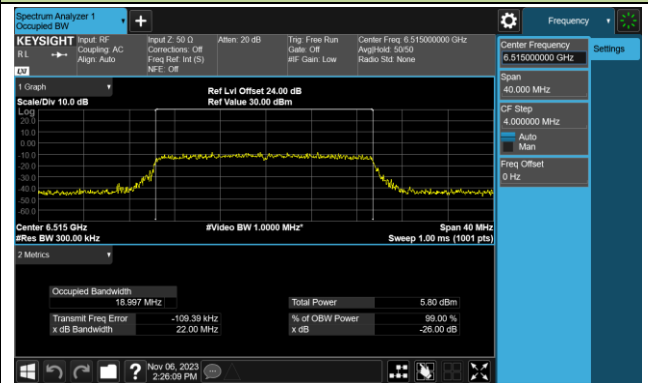 Spectrum Analyzer 1
Occupied BW
+
Frequency
KEYSIGHT
RL
LXI
Input: RF
Coupling: AC
Align: Auto
Input Z: 50 Ω
Corrections: Off
Freq Ref: Int (S)
NFE: Off
Atten: 20 dB
Trig: Free Run
Gate: Off
#IF Gain: Low
Center Freq: 6.515000000 GHz
Avg|Hold: 50/50
Radio Std: None
Center Frequency
6.515000000 GHz
Settings
Span
40.000 MHz
CF Step
4.000000 MHz
Auto
Man
Freq Offset
0 Hz
1 Graph
Scale/Div 10.0 dB
Ref Lvl Offset 24.00 dB
Ref Value 30.00 dBm
Log
20.0
10.0
0.00
-10.0
-20.0
-30.0
-40.0
-50.0
-60.0
Center 6.515 GHz
#Video BW 1.0000 MHz*
Span 40 MHz
#Res BW 300.00 kHz
Sweep 1.00 ms (1001 pts)
2 Metrics
Occupied Bandwidth
18.997 MHz
Total Power 5.80 dBm
Transmit Freq Error -109.39 kHz
% of OBW Power 99.00 %
x dB Bandwidth 22.00 MHz
x dB -26.00 dB
?
Nov 06, 2023
2:26:09 PM